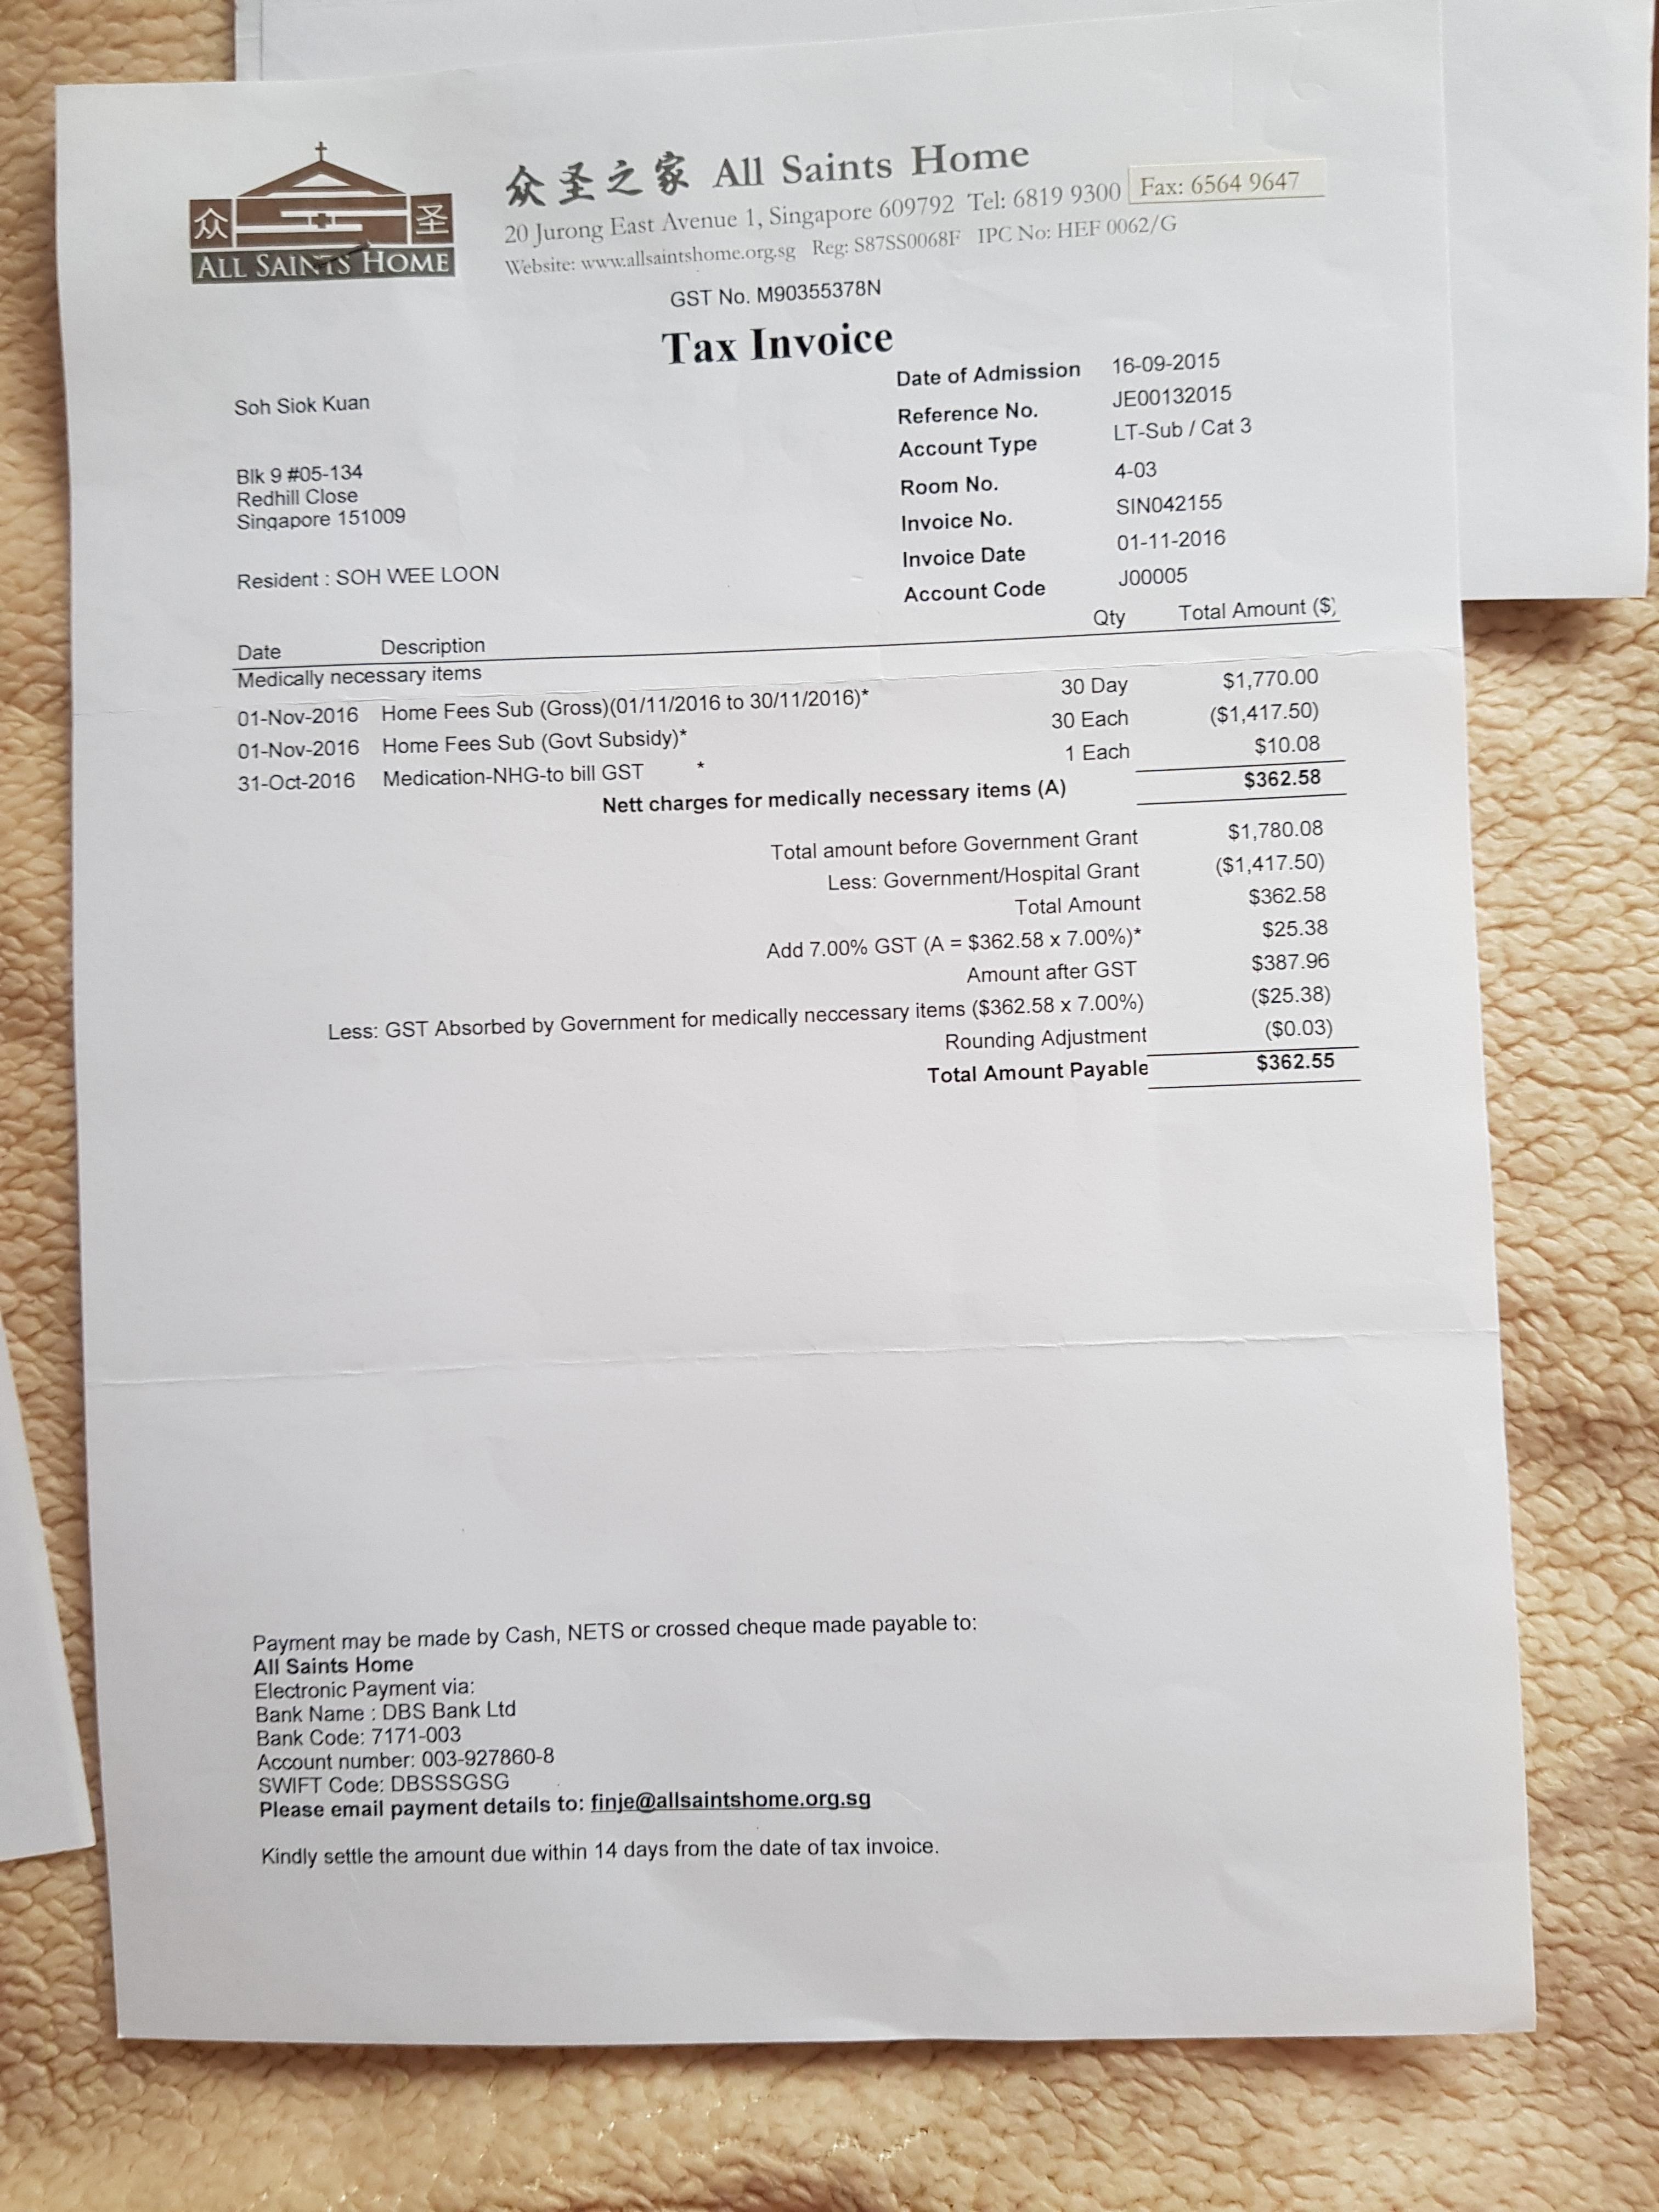 众 圣
ALL SAINTS HOME
众圣之家 All Saints Home
20 Jurong East Avenue 1, Singapore 609792 Tel: 6819 9300 Fax: 6564 9647
Website: www.allsaintshome.org.sg Reg: S87SS0068F IPC No: HEF 0062/G
GST No. M90355378N
Tax Invoice
Soh Siok Kuan
Blk 9 #05-134
Redhill Close
Singapore 151009
Resident : SOH WEE LOON
Date of Admission 16-09-2015
Reference No. JE00132015
Account Type LT-Sub / Cat 3
Room No. 4-03
Invoice No. SIN042155
Invoice Date 01-11-2016
Account Code J00005
Date Description Qty Total Amount ($)
Medically necessary items
01-Nov-2016 Home Fees Sub (Gross)(01/11/2016 to 30/11/2016)* 30 Day $1,770.00
01-Nov-2016 Home Fees Sub (Govt Subsidy)* 30 Each ($1,417.50)
31-Oct-2016 Medication-NHG-to bill GST * 1 Each $10.08
Nett charges for medically necessary items (A) $362.58
Total amount before Government Grant $1,780.08
Less: Government/Hospital Grant ($1,417.50)
Total Amount $362.58
Add 7.00% GST (A = $362.58 x 7.00%)* $25.38
Amount after GST $387.96
Less: GST Absorbed by Government for medically neccessary items ($362.58 x 7.00%) ($25.38)
Rounding Adjustment ($0.03)
Total Amount Payable $362.55
Payment may be made by Cash, NETS or crossed cheque made payable to:
All Saints Home
Electronic Payment via:
Bank Name : DBS Bank Ltd
Bank Code: 7171-003
Account number: 003-927860-8
SWIFT Code: DBSSSGSG
Please email payment details to: finje@allsaintshome.org.sg
Kindly settle the amount due within 14 days from the date of tax invoice.